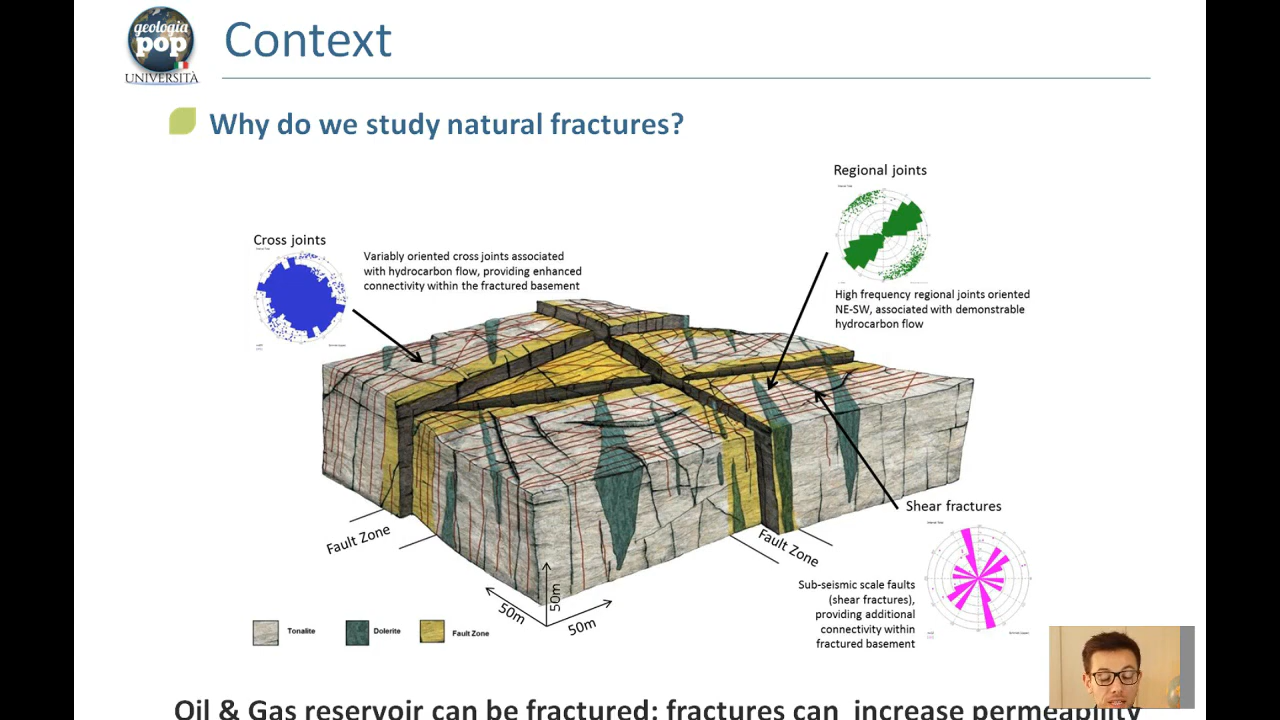 geologia
pop
UNIVERSITÀ
Context
Why do we study natural fractures?
Regional joints
Cross joints
Variably oriented cross joints associated
with hydrocarbon flow, providing enhanced
connectivity within the fractured basement
High frequency regional joints oriented
NE-SW, associated with demonstrable
hydrocarbon flow
Shear fractures
Fault Zone
Fault Zone
Sub-seismic scale faults
(shear fractures),
providing additional
connectivity within
fractured basement
50m
50m
50m
Tonalite
Dolerite
Fault Zone
Oil & Gas reservoir can be fractured: fractures can increase permeability